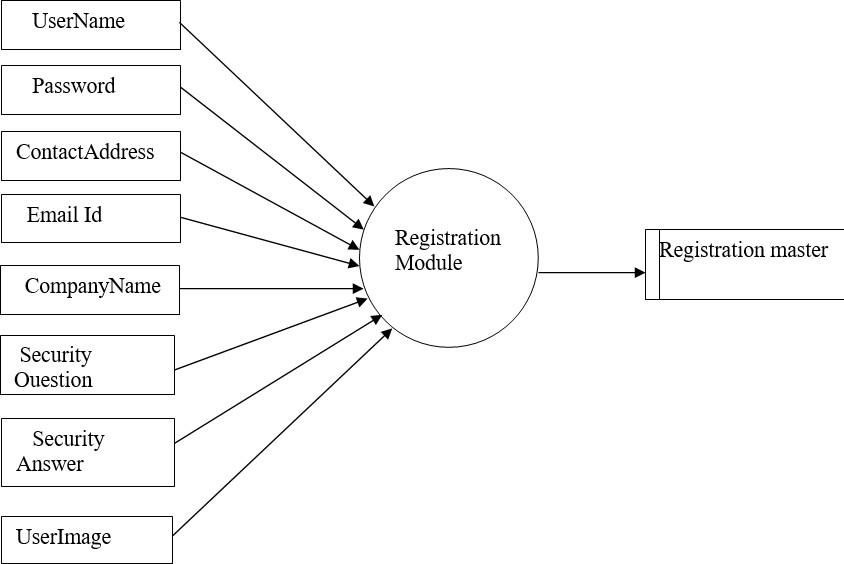 UserName
Password
ContactAddress
Email Id
CompanyName
Security
Ouestion
Security
Answer
UserImage
Registration
Module
Registration master